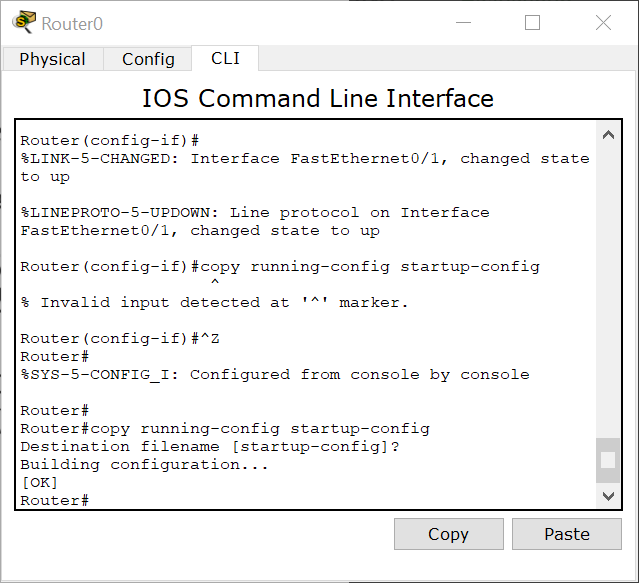 Router0
Physical Config CLI
IOS Command Line Interface
Router(config-if)#
%LINK-5-CHANGED: Interface FastEthernet0/1, changed state
to up
%LINEPROTO-5-UPDOWN: Line protocol on Interface
FastEthernet0/1, changed state to up
Router(config-if)#copy running-config startup-config
^
% Invalid input detected at '^' marker.
Router(config-if)#^Z
Router#
%SYS-5-CONFIG_I: Configured from console by console
Router#
Router#copy running-config startup-config
Destination filename [startup-config]?
Building configuration...
[OK]
Router#
Copy Paste